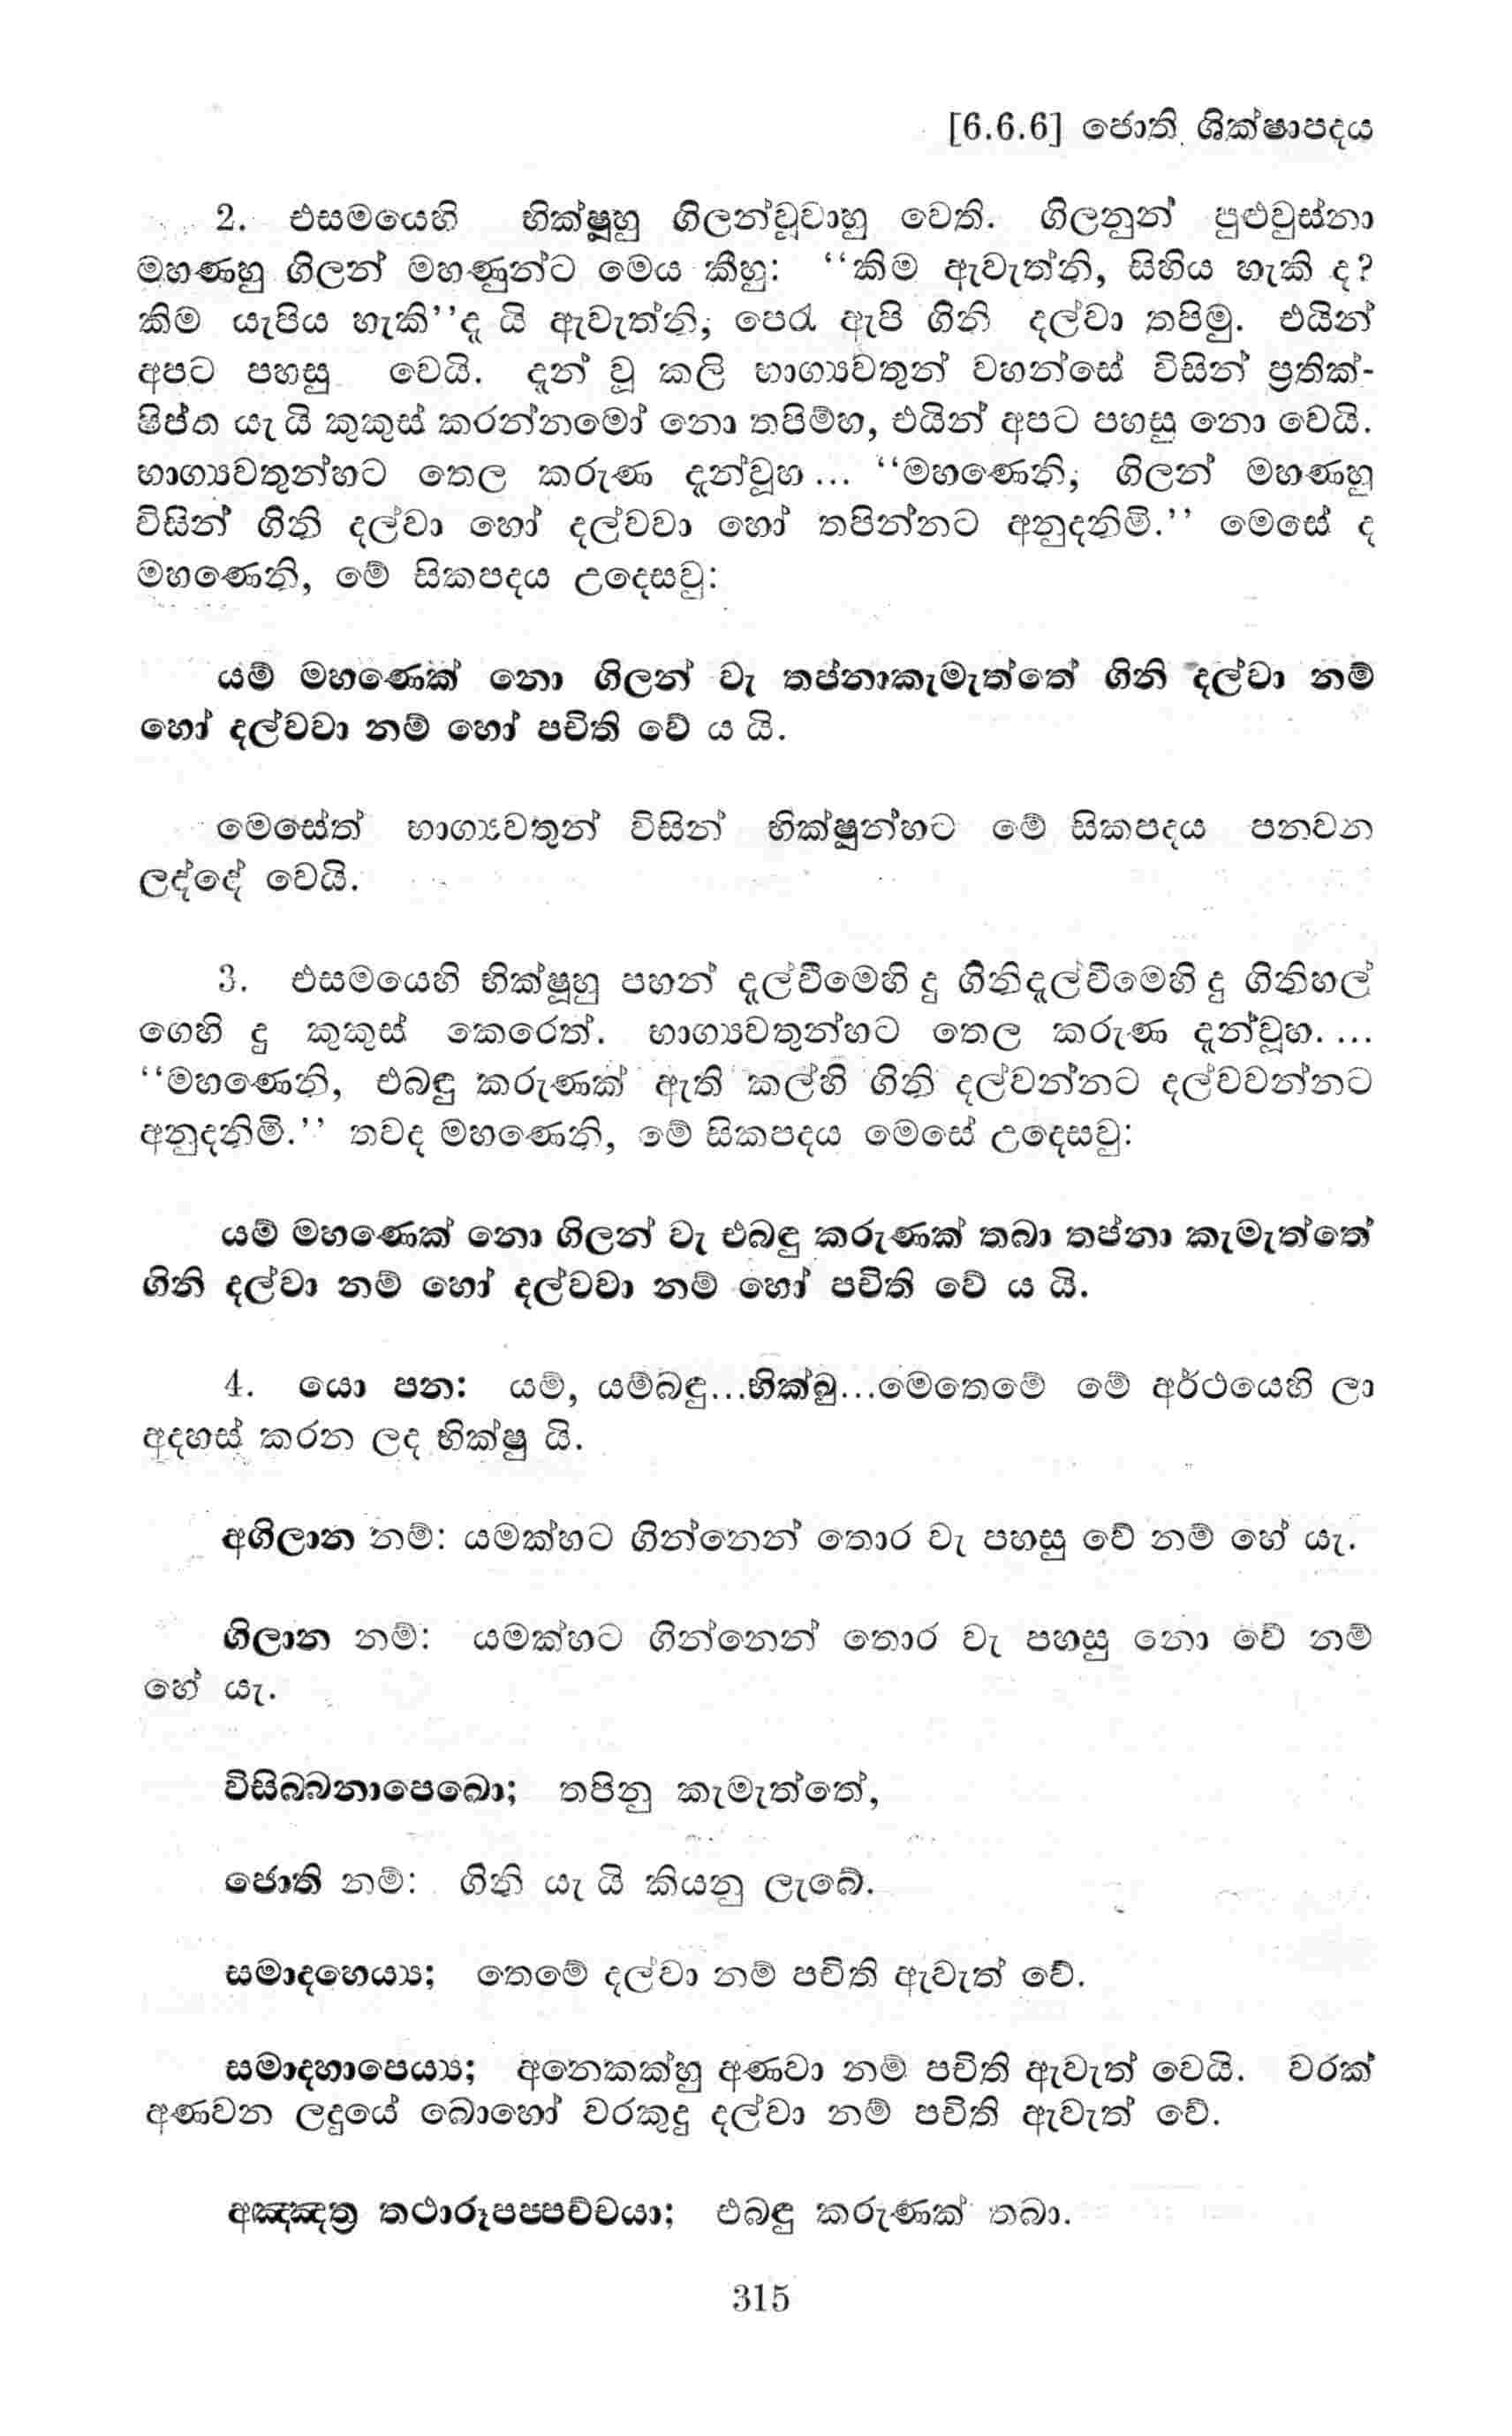 [6.6.6] ජොති ශික්ෂාපදය
2. එසමයෙහි භික්ෂූහු ගිලන්වූවාහු වෙති. ගිලනුන් පුළුවුස්නා
මහණහු ගිලන් මහණුන්ට මෙය කීහු: “කිම ඇවැත්නි, සිහිය හැකි ද?
කිම යැපිය හැකි”දැ යි ඇවැත්නි, පෙරැ ඇපි ගිනි දල්වා තපිමු. එයින්
අපට පහසු වෙයි. දැන් වූ කලි භාග්‍යවතුන් වහන්සේ විසින් ප්‍රතික්-
ෂිප්ත යැ යි කුකුස් කරන්නමෝ නො තපිම්හ, එයින් අපට පහසු නො වෙයි.
භාග්‍යවතුන්හට තෙල කරුණ දැන්වූහ... “මහණෙනි, ගිලන් මහණහු
විසින් ගිනි දල්වා හෝ දල්වවා හෝ තපින්නට අනුදනිමි.” මෙසේ ද
මහණෙනි, මේ සිකපදය උදෙසවු:
යම් මහණෙක් නො ගිලන් වැ තප්නාකැමැත්තේ ගිනි දල්වා නම්
හෝ දල්වවා නම් හෝ පචිති වේ ය යි.
මෙසේත් භාග්‍යවතුන් විසින් භික්ෂූන්හට මේ සිකපදය පනවන
ලද්දේ වෙයි.
3. එසමයෙහි භික්ෂූහු පහන් දැල්වීමෙහි දු ගිනිදැල්වීමෙහි දු ගිනිහල්
ගෙහි දු කුකුස් කෙරෙත්. භාග්‍යවතුන්හට තෙල කරුණ දැන්වූහ....
“මහණෙනි, එබඳු කරුණක් ඇති කල්හි ගිනි දල්වන්නට දල්වවන්නට
අනුදනිමි.” තවද මහණෙනි, මේ සිකපදය මෙසේ උදෙසවු:
යම් මහණෙක් නො ගිලන් වැ එබඳු කරුණක් තබා තප්නා කැමැත්තේ
ගිනි දල්වා නම් හෝ දල්වවා නම් හෝ පචිති වේ ය යි.
4. යො පන: යම්, යම්බඳු...භික්ඛු...මෙතෙමේ මේ අර්ථයෙහි ලා
අදහස් කරන ලද භික්ෂු යි.
අගිලාන නම්: යමක්හට ගින්නෙන් තොර වැ පහසු වේ නම් හේ යැ.
ගිලාන නම්: යමක්හට ගින්නෙන් තොර වැ පහසු නො වේ නම්
හේ යැ.
විසිබ්බනාපෙඛො; තපිනු කැමැත්තේ,
ජොති නම්: ගිනි යැ යි කියනු ලැබේ.
සමාදහෙය්‍ය; තෙමේ දල්වා නම් පචිති ඇවැත් වේ.
සමාදහාපෙය්‍ය; අනෙකක්හු අණවා නම් පචිති ඇවැත් වෙයි. වරක්
අණවන ලදුයේ බොහෝ වරකුදු දල්වා නම් පචිති ඇවැත් වේ.
අඤ්ඤත්‍ර තථාරූපප්පච්චයා; එබඳු කරුණක් තබා.
315